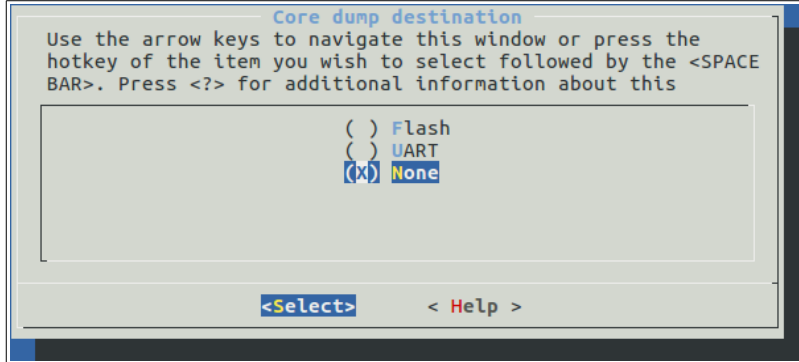 Core dump destination
Use the arrow keys to navigate this window or press the
hotkey of the item you wish to select followed by the <SPACE
BAR>. Press <?> for additional information about this
( ) Flash
( ) UART
(X) None
<Select> < Help >